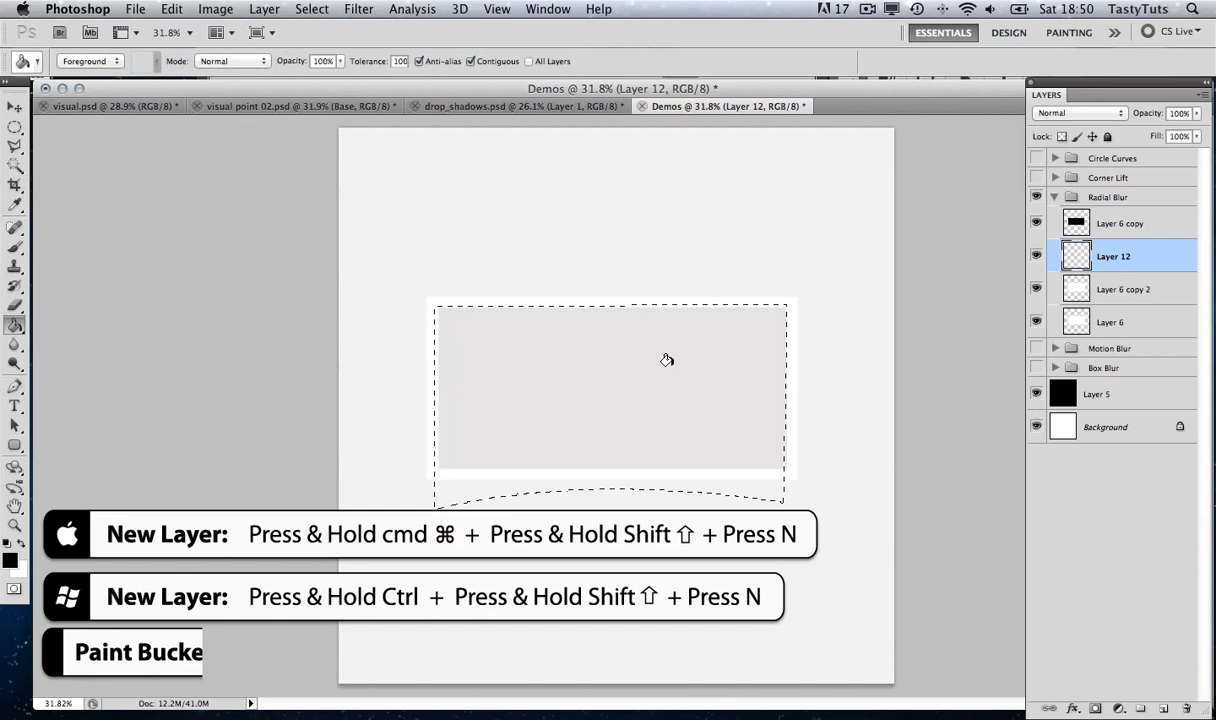 Photoshop File Edit Image Layer Select Filter Analysis 3D View Window Help 17 Sat 18:50 TastyTuts
Ps Br Mb 31.8% ESSENTIALS DESIGN PAINTING CS Live
Foreground Mode: Normal Opacity: 100% Tolerance: 100 Anti-alias Contiguous All Layers
Demos @ 31.8% (Layer 12, RGB/8) *
visual.psd @ 28.9% (RGB/8) * visual point 02.psd @ 31.9% (Base, RGB/8) * drop_shadows.psd @ 26.1% (Layer 1, RGB/8) * Demos @ 31.8% (Layer 12, RGB/8) *
LAYERS
Normal Opacity: 100%
Lock: Fill: 100%
Circle Curves
Corner Lift
Radial Blur
Layer 6 copy
Layer 12
Layer 6 copy 2
Layer 6
Motion Blur
Box Blur
Layer 5
Background
New Layer: Press & Hold cmd ⌘ + Press & Hold Shift ⇧ + Press N
New Layer: Press & Hold Ctrl + Press & Hold Shift ⇧ + Press N
Paint Bucke
31.82% Doc: 12.2M/41.0M